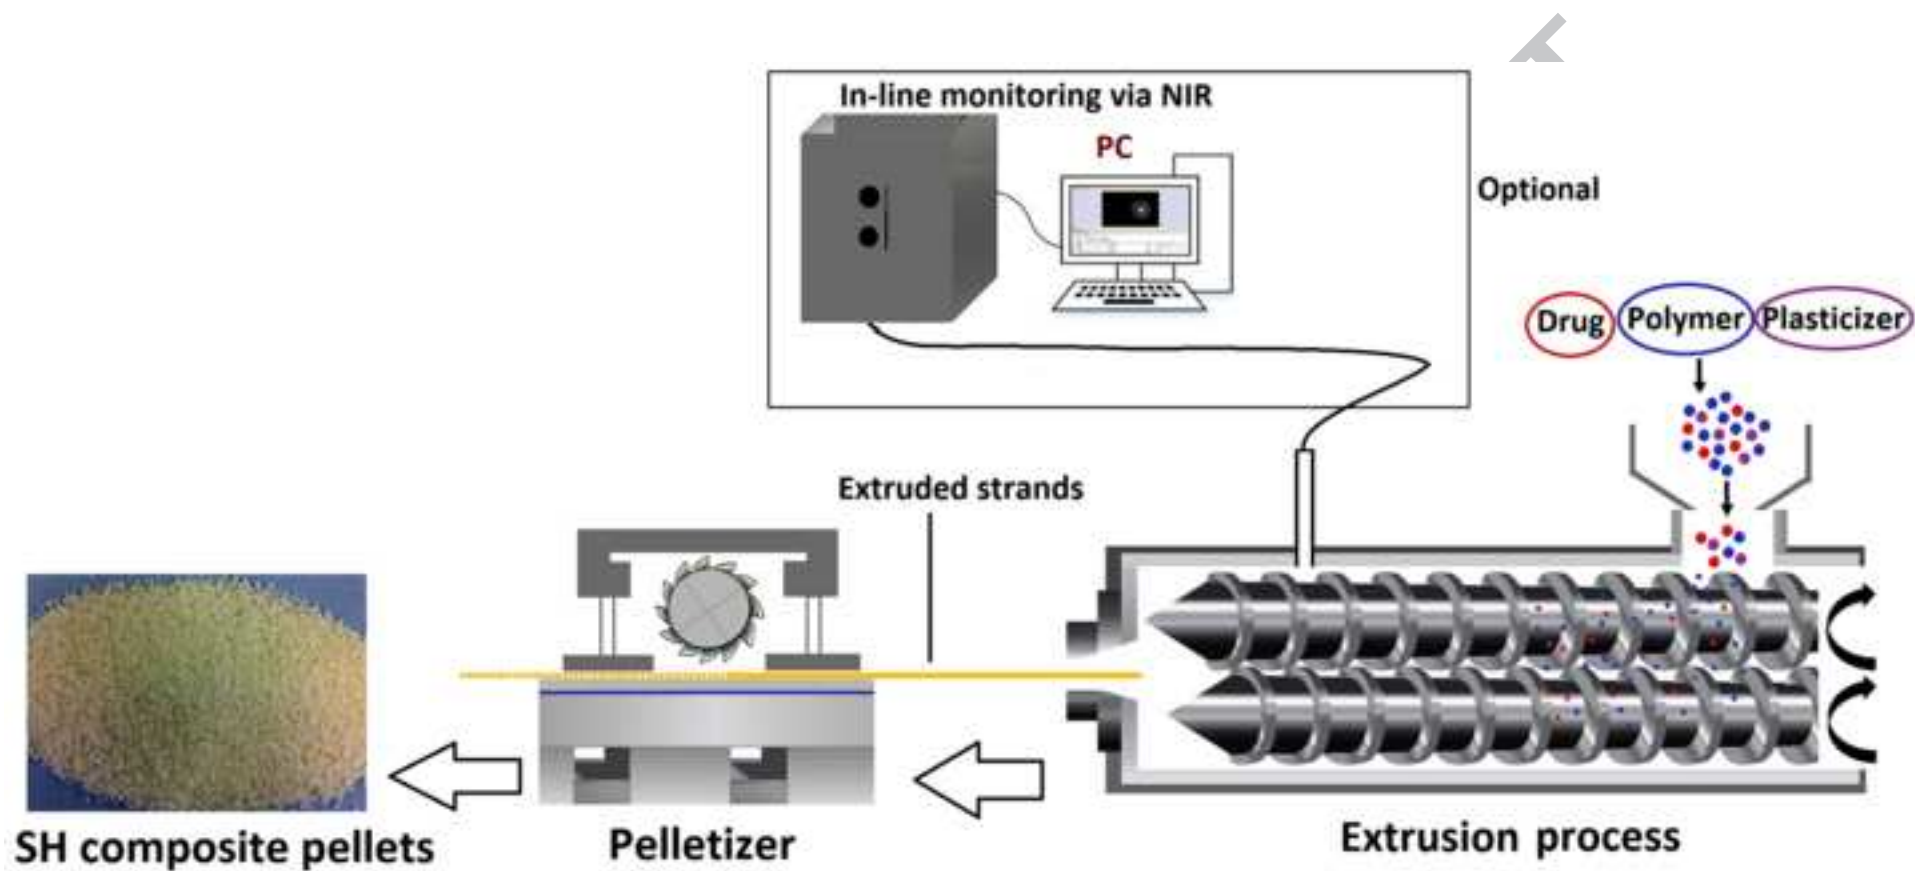 In-line monitoring via NIR
PC
Optional
Drug Polymer Plasticizer
Extruded strands
SH composite pellets
Pelletizer
Extrusion process